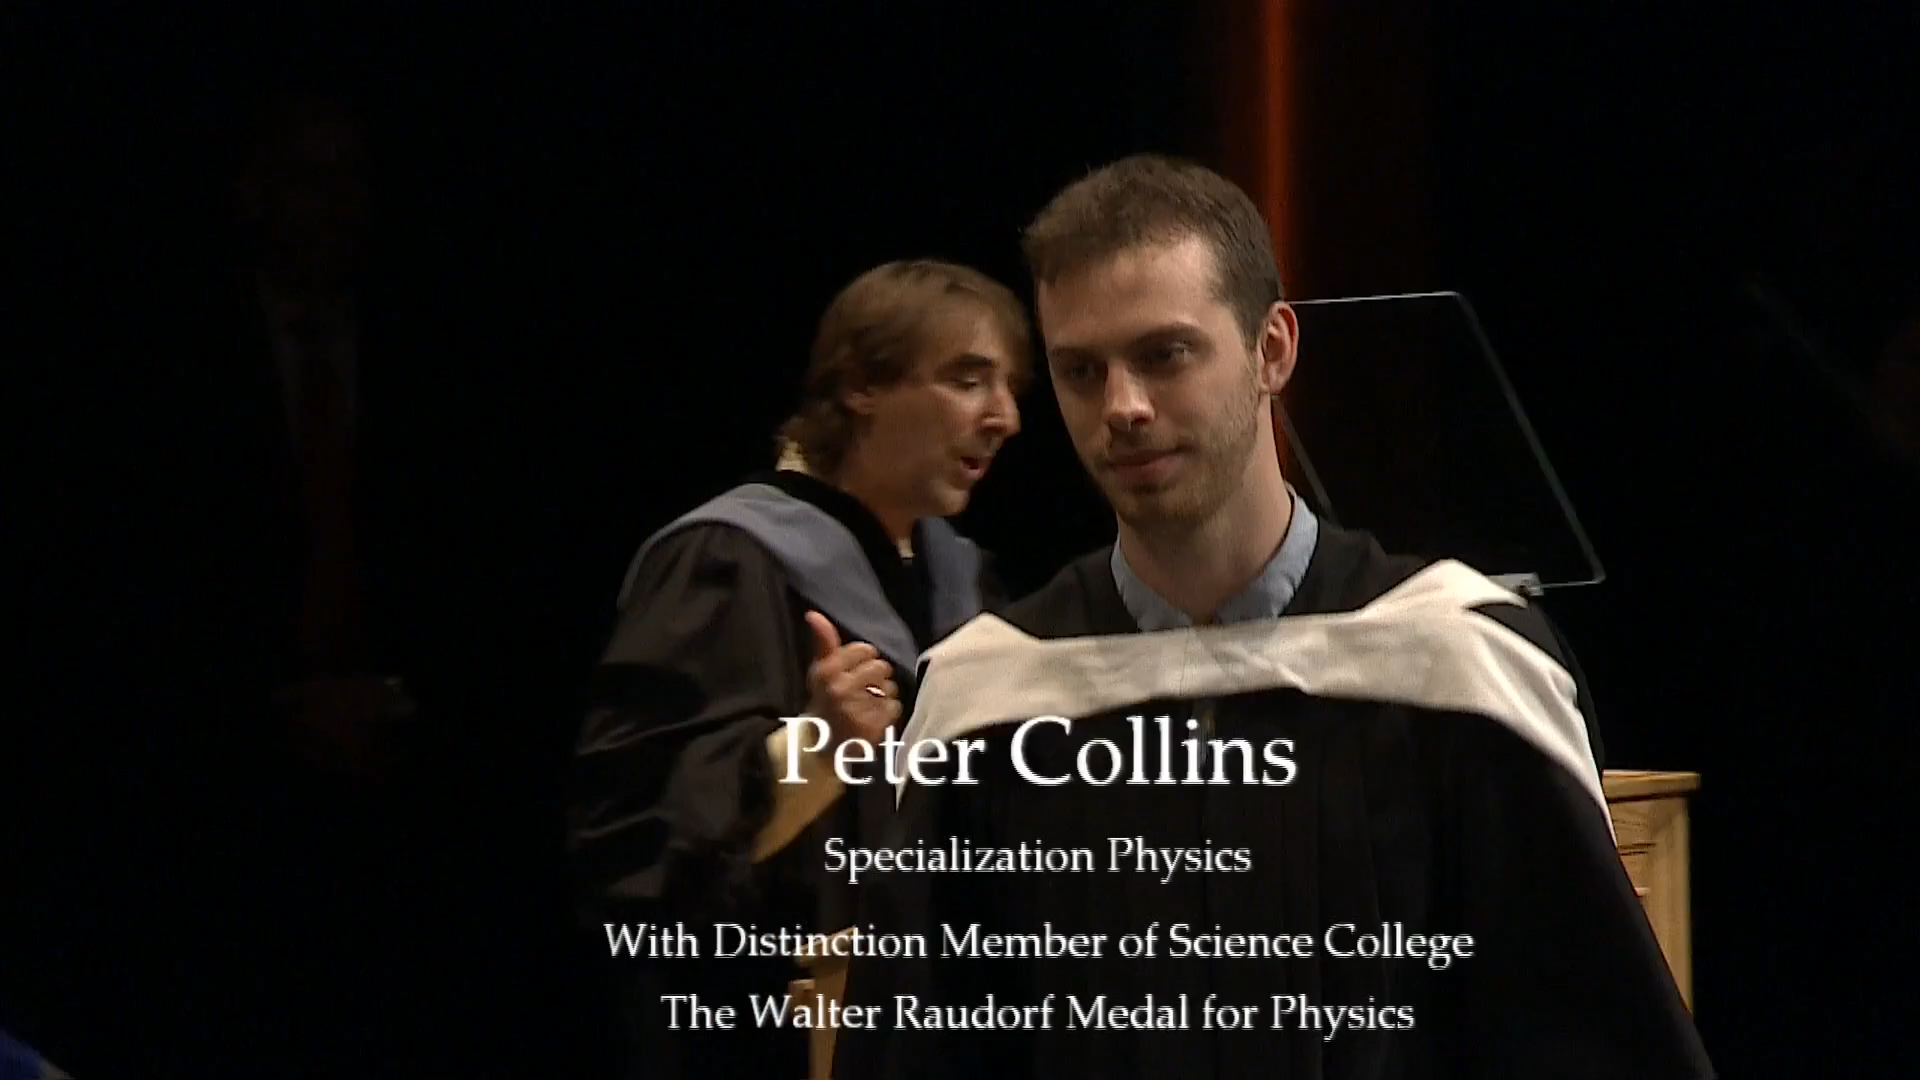 Peter Collins
Specialization Physics
With Distinction Member of Science College
The Walter Raudorf Medal for Physics